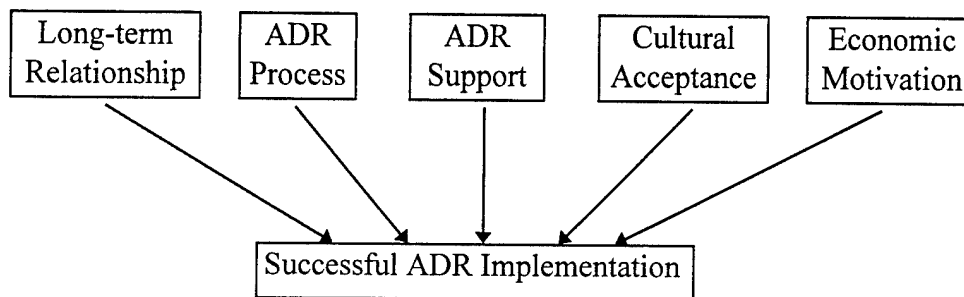 Long-term
Relationship
ADR
Process
ADR
Support
Cultural
Acceptance
Economic
Motivation
Successful ADR Implementation